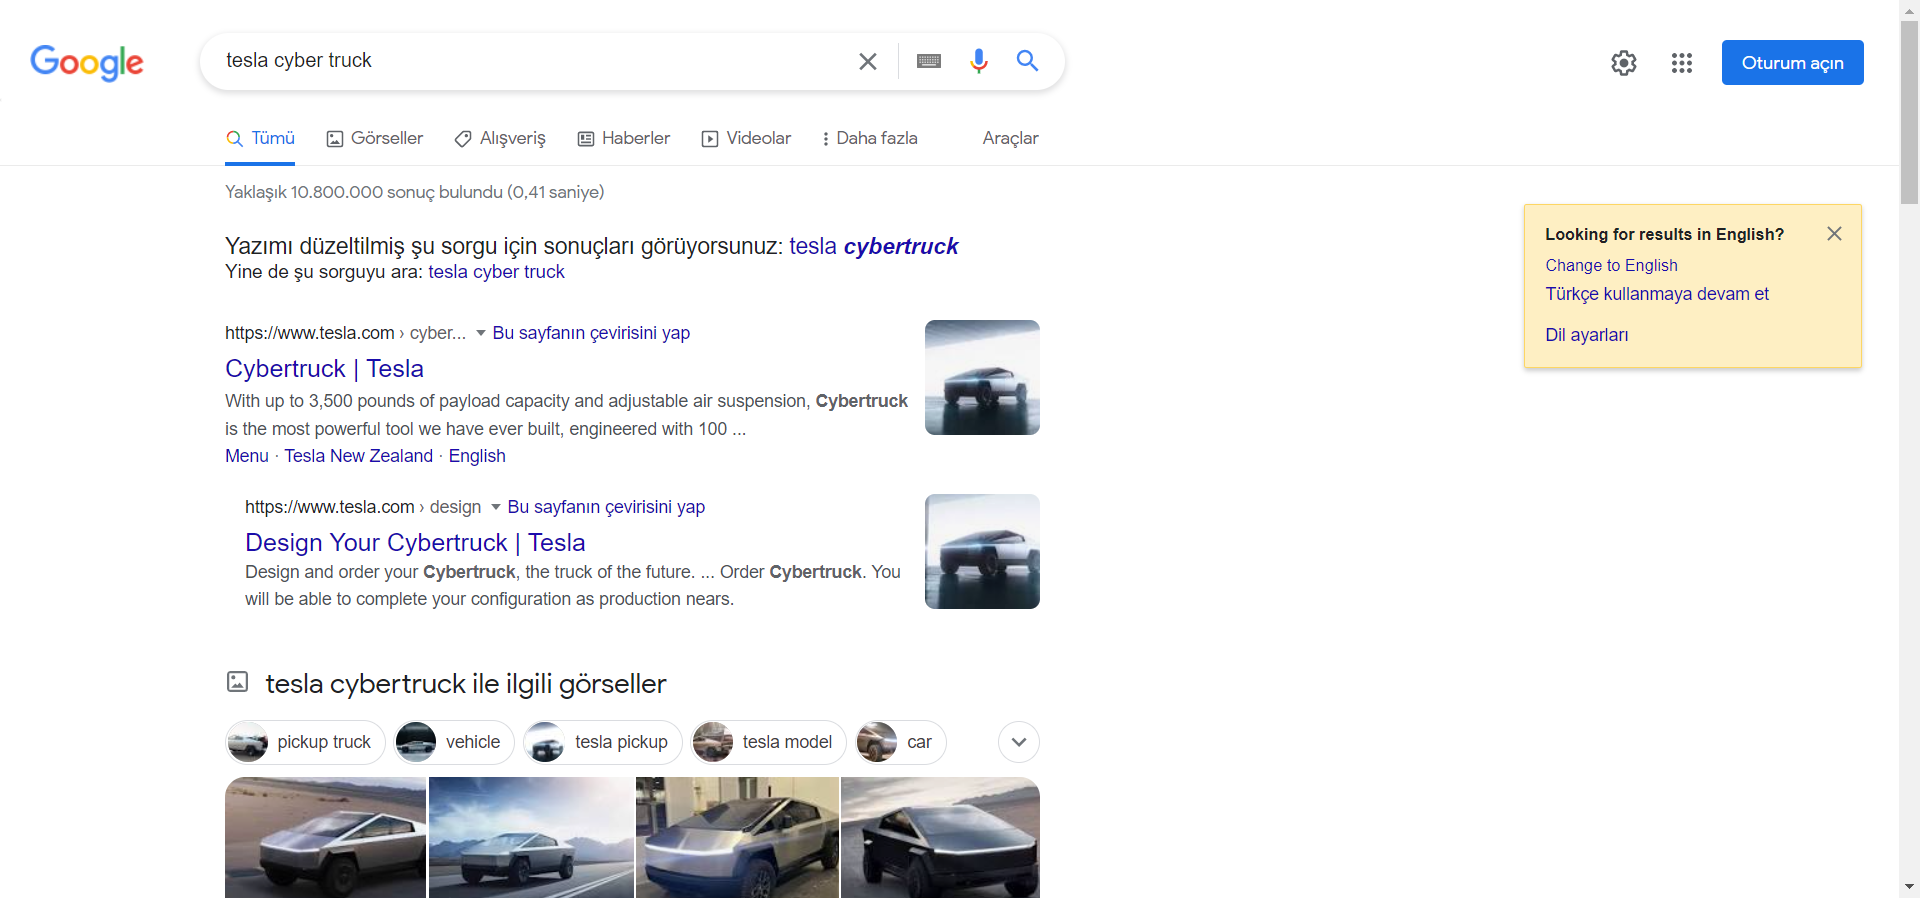 Google
tesla cyber truck
Oturum açın
Tümü
Görseller
Alışveriş
Haberler
Videolar
Daha fazla
Araçlar
Yaklaşık 10.800.000 sonuç bulundu (0,41 saniye)
Yazımı düzeltilmiş şu sorgu için sonuçları görüyorsunuz: tesla cybertruck
Yine de şu sorguyu ara: tesla cyber truck
https://www.tesla.com › cyber... Bu sayfanın çevirisini yap
Cybertruck | Tesla
With up to 3,500 pounds of payload capacity and adjustable air suspension, Cybertruck
is the most powerful tool we have ever built, engineered with 100 ...
Menu · Tesla New Zealand · English
https://www.tesla.com › design Bu sayfanın çevirisini yap
Design Your Cybertruck | Tesla
Design and order your Cybertruck, the truck of the future. ... Order Cybertruck. You
will be able to complete your configuration as production nears.
tesla cybertruck ile ilgili görseller
pickup truck
vehicle
tesla pickup
tesla model
car
Looking for results in English?
Change to English
Türkçe kullanmaya devam et
Dil ayarları